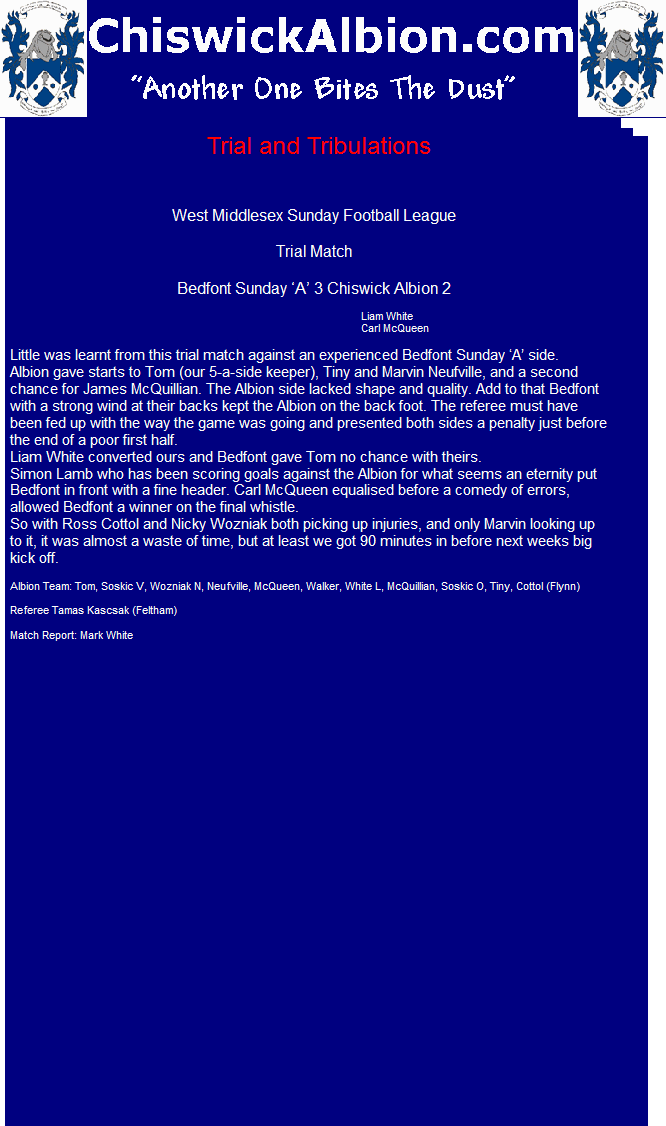 ChiswickAlbion.com
"Another One Bites The Dust"
Trial and Tribulations
West Middlesex Sunday Football League
Trial Match
Bedfont Sunday ‘A’ 3 Chiswick Albion 2
Liam White
Carl McQueen
Little was learnt from this trial match against an experienced Bedfont Sunday ‘A’ side.
Albion gave starts to Tom (our 5-a-side keeper), Tiny and Marvin Neufville, and a second
chance for James McQuillian. The Albion side lacked shape and quality. Add to that Bedfont
with a strong wind at their backs kept the Albion on the back foot. The referee must have
been fed up with the way the game was going and presented both sides a penalty just before
the end of a poor first half.
Liam White converted ours and Bedfont gave Tom no chance with theirs.
Simon Lamb who has been scoring goals against the Albion for what seems an eternity put
Bedfont in front with a fine header. Carl McQueen equalised before a comedy of errors,
allowed Bedfont a winner on the final whistle.
So with Ross Cottol and Nicky Wozniak both picking up injuries, and only Marvin looking up
to it, it was almost a waste of time, but at least we got 90 minutes in before next weeks big
kick off.
Albion Team: Tom, Soskic V, Wozniak N, Neufville, McQueen, Walker, White L, McQuillian, Soskic O, Tiny, Cottol (Flynn)
Referee Tamas Kascsak (Feltham)
Match Report: Mark White